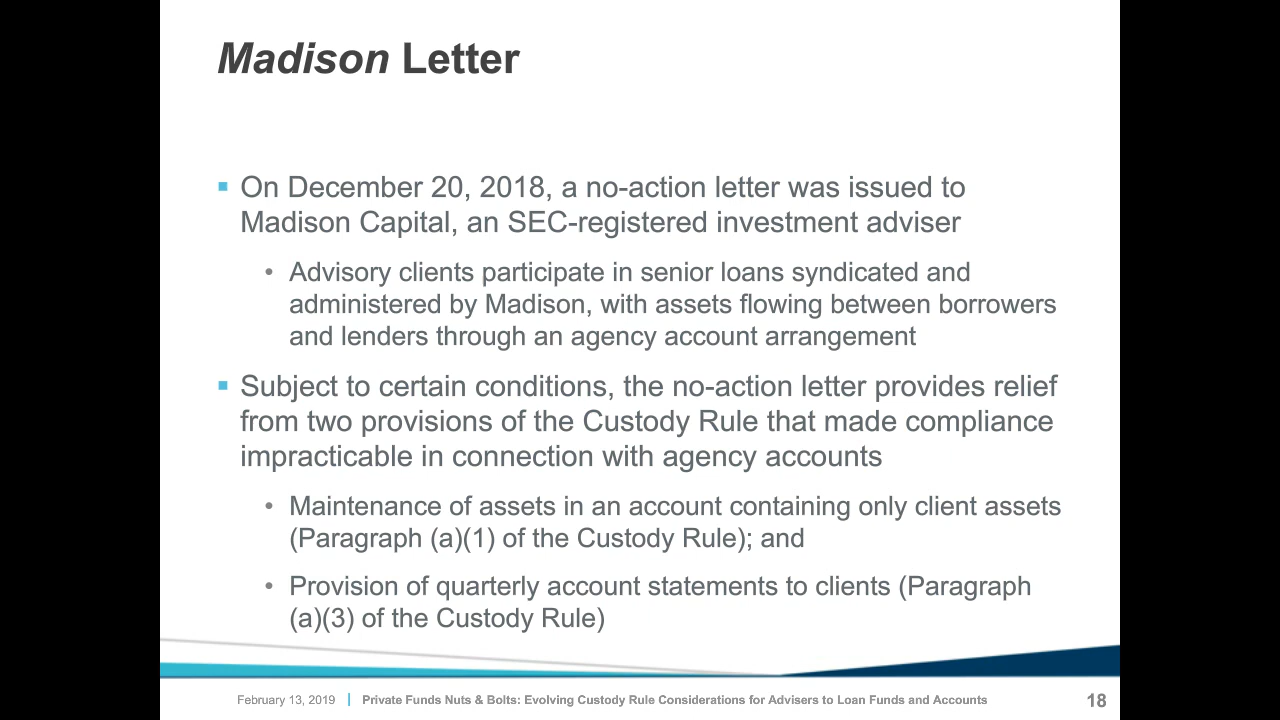 Madison Letter
▪ On December 20, 2018, a no-action letter was issued to
Madison Capital, an SEC-registered investment adviser
• Advisory clients participate in senior loans syndicated and
administered by Madison, with assets flowing between borrowers
and lenders through an agency account arrangement
▪ Subject to certain conditions, the no-action letter provides relief
from two provisions of the Custody Rule that made compliance
impracticable in connection with agency accounts
• Maintenance of assets in an account containing only client assets
(Paragraph (a)(1) of the Custody Rule); and
• Provision of quarterly account statements to clients (Paragraph
(a)(3) of the Custody Rule)
February 13, 2019 | Private Funds Nuts & Bolts: Evolving Custody Rule Considerations for Advisers to Loan Funds and Accounts 18